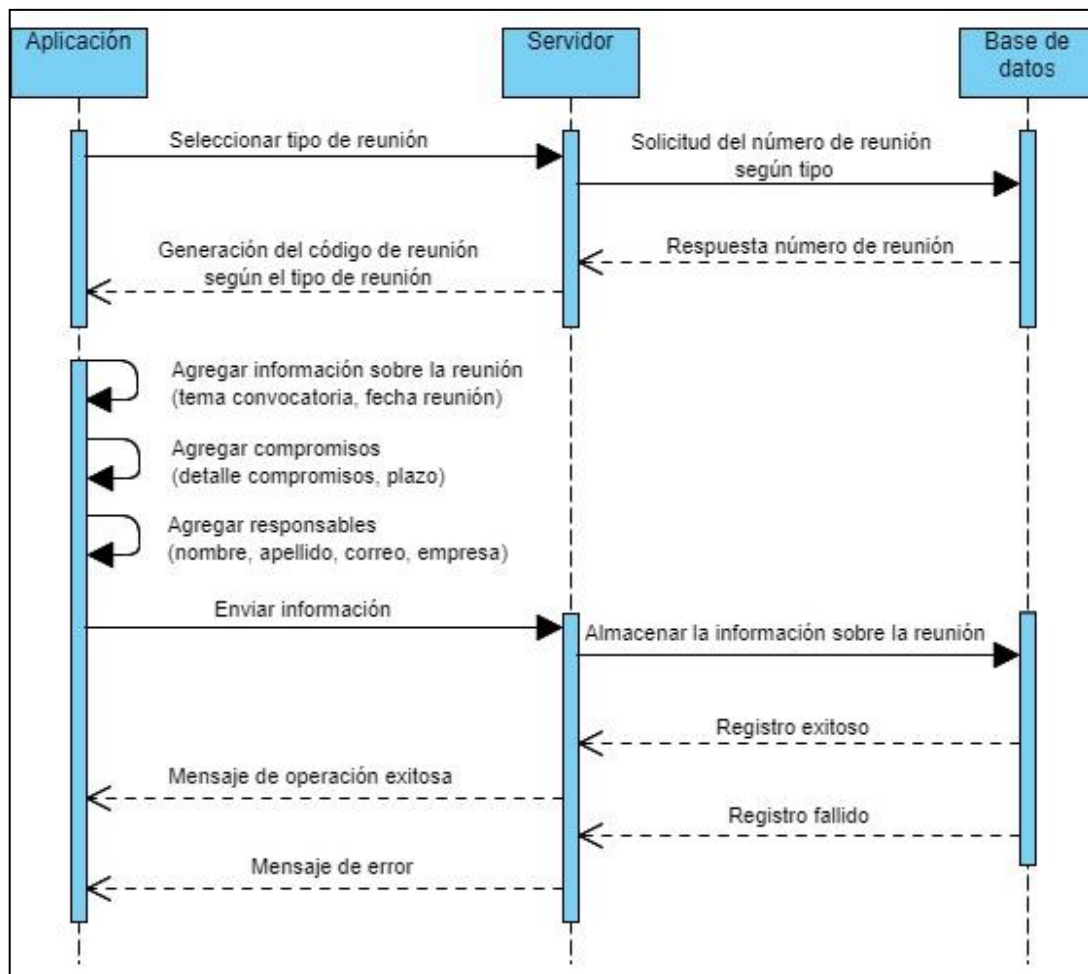 Aplicación
Servidor
Base de
datos
Seleccionar tipo de reunión
Solicitud del número de reunión
según tipo
Respuesta número de reunión
Generación del código de reunión
según el tipo de reunión
Agregar información sobre la reunión
(tema convocatoria, fecha reunión)
Agregar compromisos
(detalle compromisos, plazo)
Agregar responsables
(nombre, apellido, correo, empresa)
Enviar información
Almacenar la información sobre la reunión
Registro exitoso
Mensaje de operación exitosa
Registro fallido
Mensaje de error